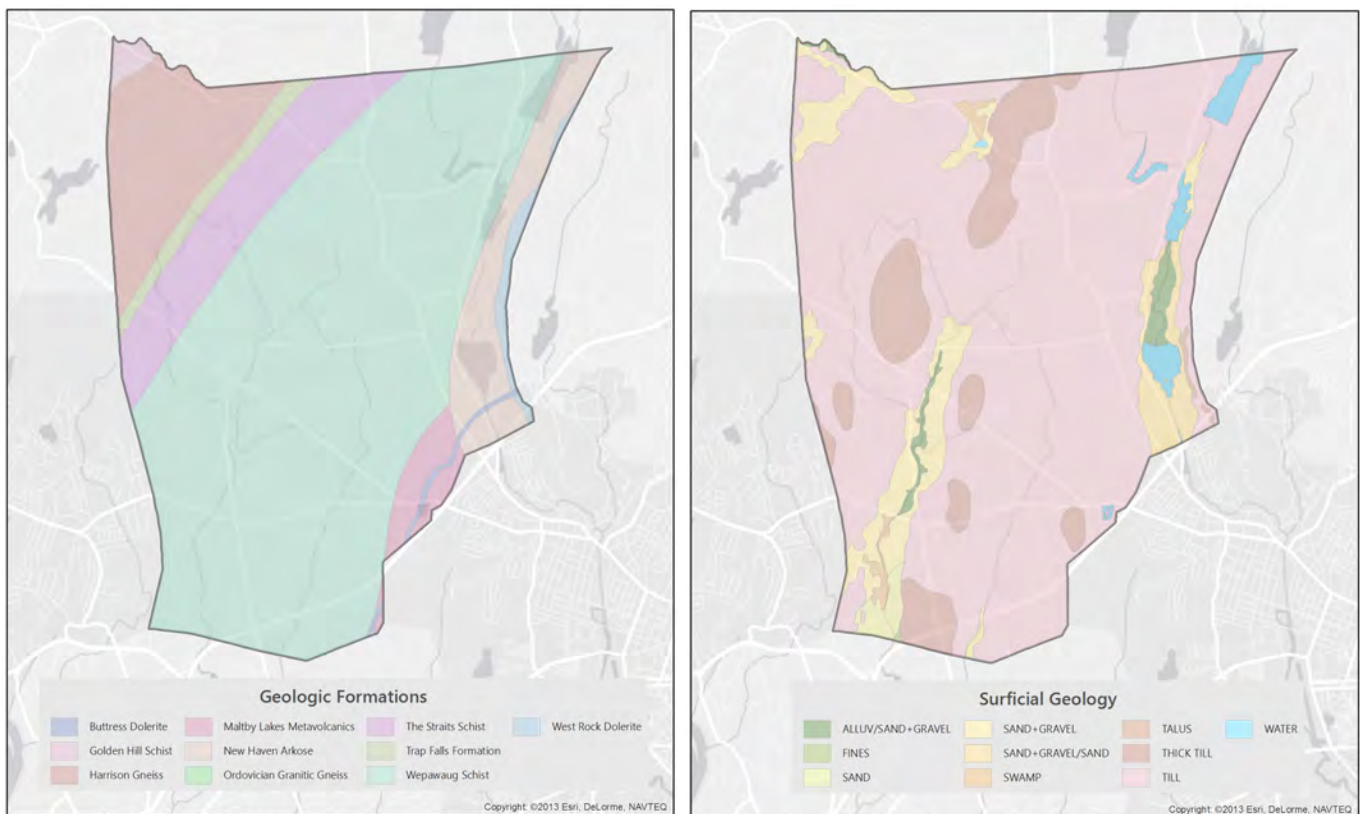 Geologic Formations
Buttress Dolerite
Maltby Lakes Metavolcanics
The Straits Schist
West Rock Dolerite
Golden Hill Schist
New Haven Arkose
Trap Falls Formation
Harrison Gneiss
Ordovician Granitic Gneiss
Wepawaug Schist
Copyright: ©2013 Esri, DeLorme, NAVTEQ
Surficial Geology
ALLUV/SAND+GRAVEL
SAND+GRAVEL
TALUS
WATER
FINES
SAND+GRAVEL/SAND
THICK TILL
SAND
SWAMP
TILL
Copyright: ©2013 Esri, DeLorme, NAVTEQ